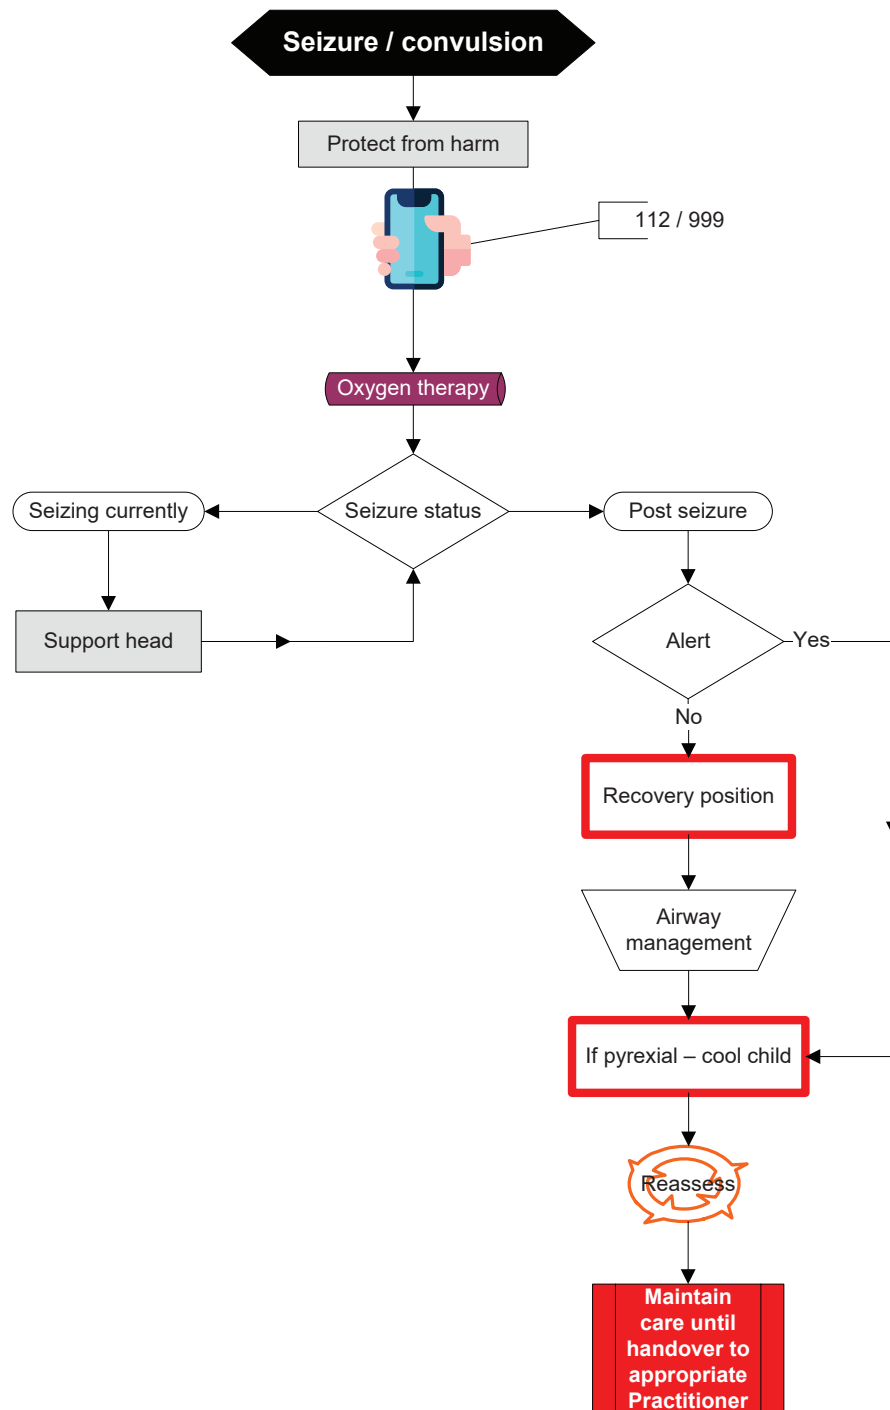 Seizure / convulsion
Protect from harm
112 / 999
Oxygen therapy
Seizing currently
Seizure status
Post seizure
Support head
Alert
Yes
No
Recovery position
Airway
management
If pyrexial – cool child
Reassess
Maintain
care until
handover to
appropriate
Practitioner